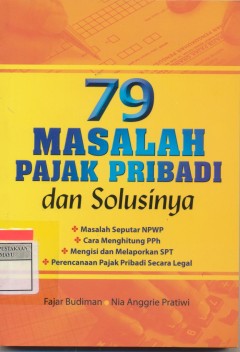 79
MASALAH
PAJAK PRIBADI
dan Solusinya
Masalah Seputar NPWP
Cara Menghitung PPh
Mengisi dan Melaporkan SPT
Perencanaan Pajak Pribadi Secara Legal
Fajar Budiman • Nia Anggrie Pratiwi